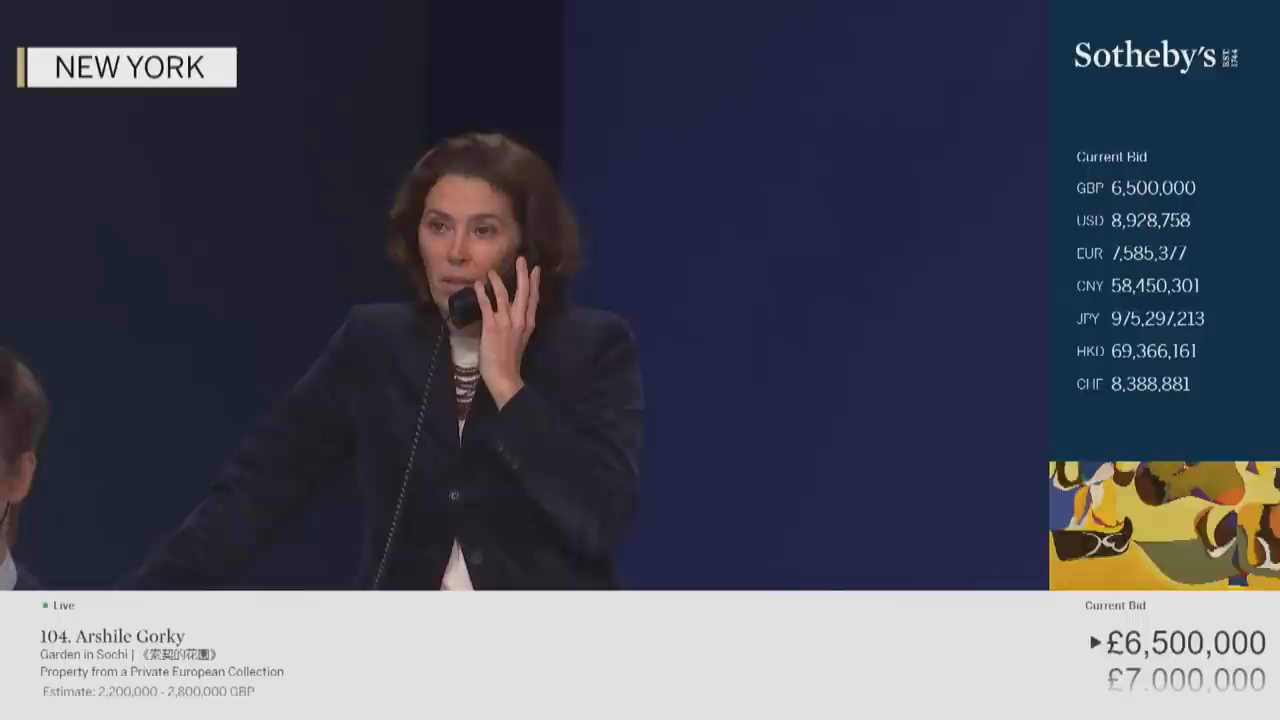 NEW YORK
Sotheby's EST. 1744
Current Bid
GBP 6,500,000
USD 8,928,758
EUR 7,585,377
CNY 58,450,301
JPY 975,297,213
HKD 69,366,161
CHF 8,388,881
Live
104. Arshile Gorky
Garden in Sochi | 《索契的花園》
Property from a Private European Collection
Estimate: 2,200,000 - 2,800,000 GBP
Current Bid
£6,500,000
£7,000,000